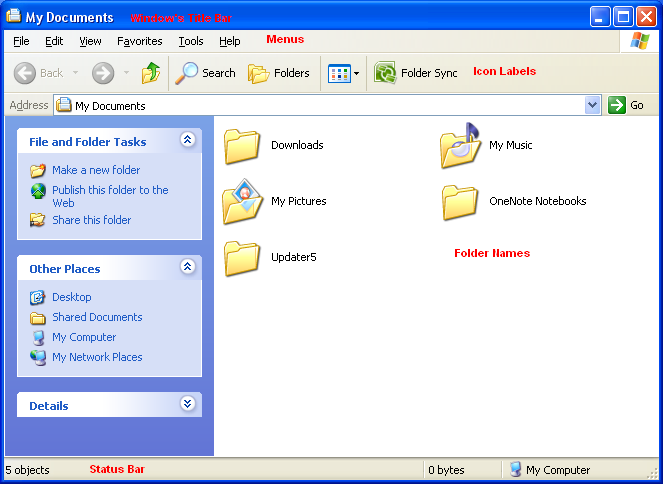 My Documents Window's Title Bar
File Edit View Favorites Tools Help Menus
Back Search Folders Folder Sync Icon Labels
Address My Documents Go
File and Folder Tasks
Make a new folder
Publish this folder to the
Web
Share this folder
Other Places
Desktop
Shared Documents
My Computer
My Network Places
Details
Downloads My Music
My Pictures OneNote Notebooks
Updater5
Folder Names
5 objects Status Bar 0 bytes My Computer